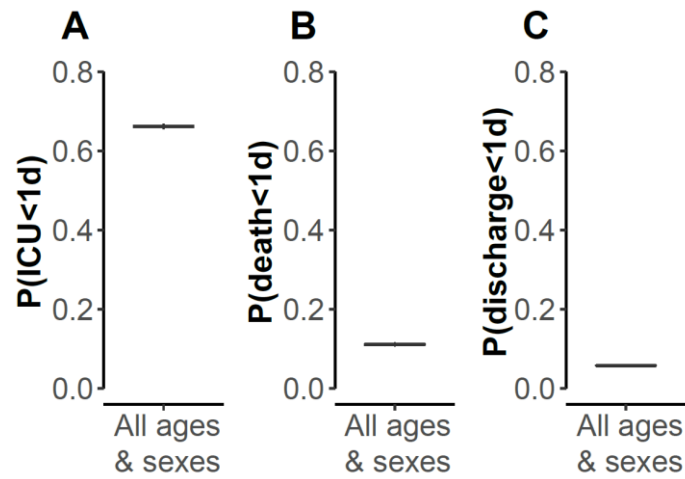 A
B
C
P(ICU<1d)
0.8
0.6
0.4
0.2
0.0
All ages
& sexes
P(death<1d)
0.8
0.6
0.4
0.2
0.0
All ages
& sexes
P(discharge<1d)
0.8
0.6
0.4
0.2
0.0
All ages
& sexes